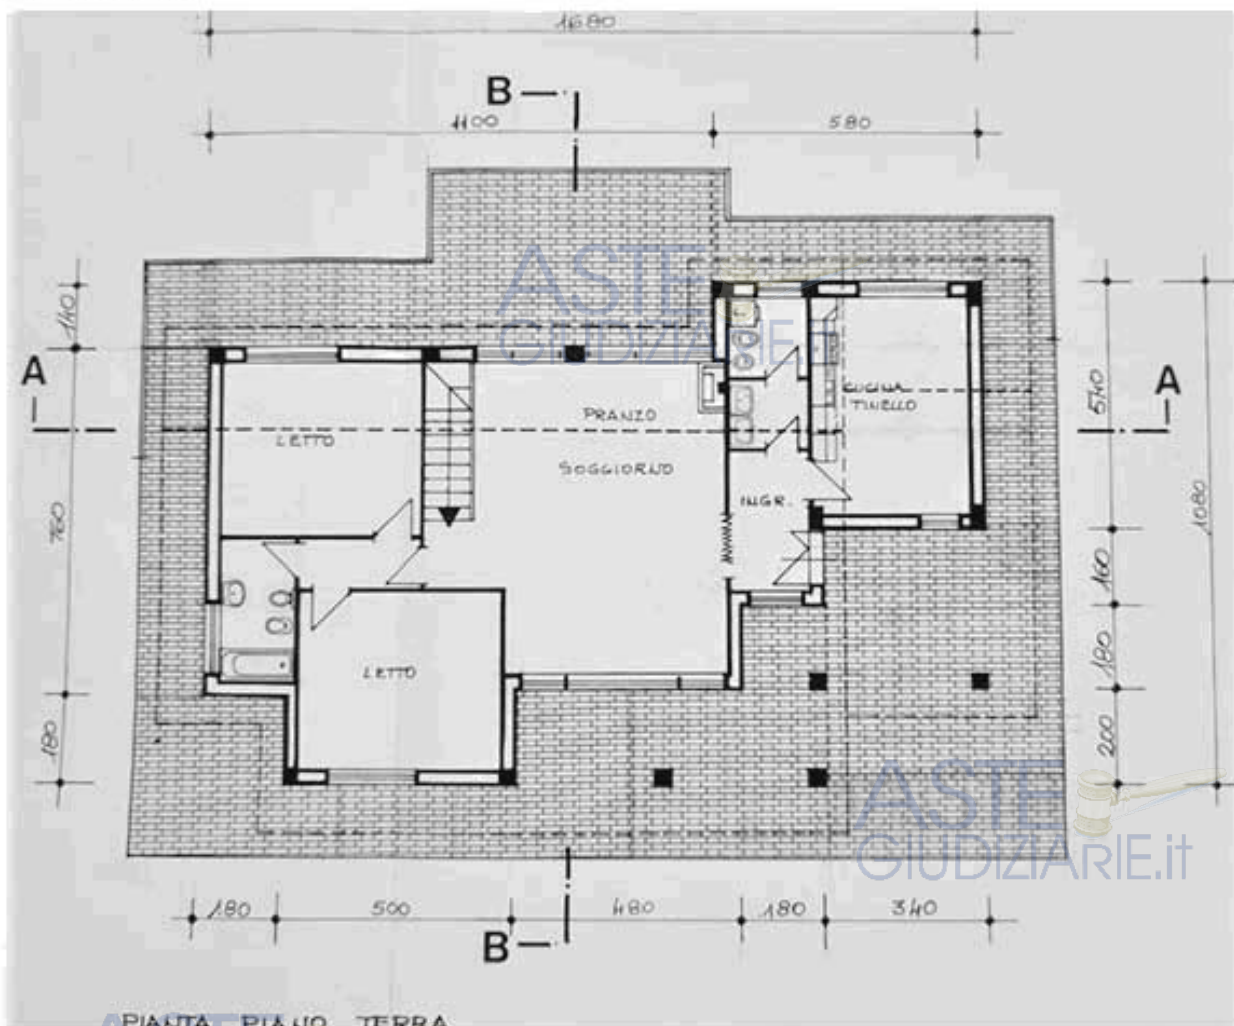 1680
B
1100
580
ASTE
GIUDIZIARIE.it
140
A
A
PRANZO
CUCINA
TINELLO
540
LETTO
SOGGIORNO
INGR.
1080
760
160
LETTO
180
180
200
ASTE
GIUDIZIARIE.it
180
500
480
180
340
B
PIANTA PIANO TERRA